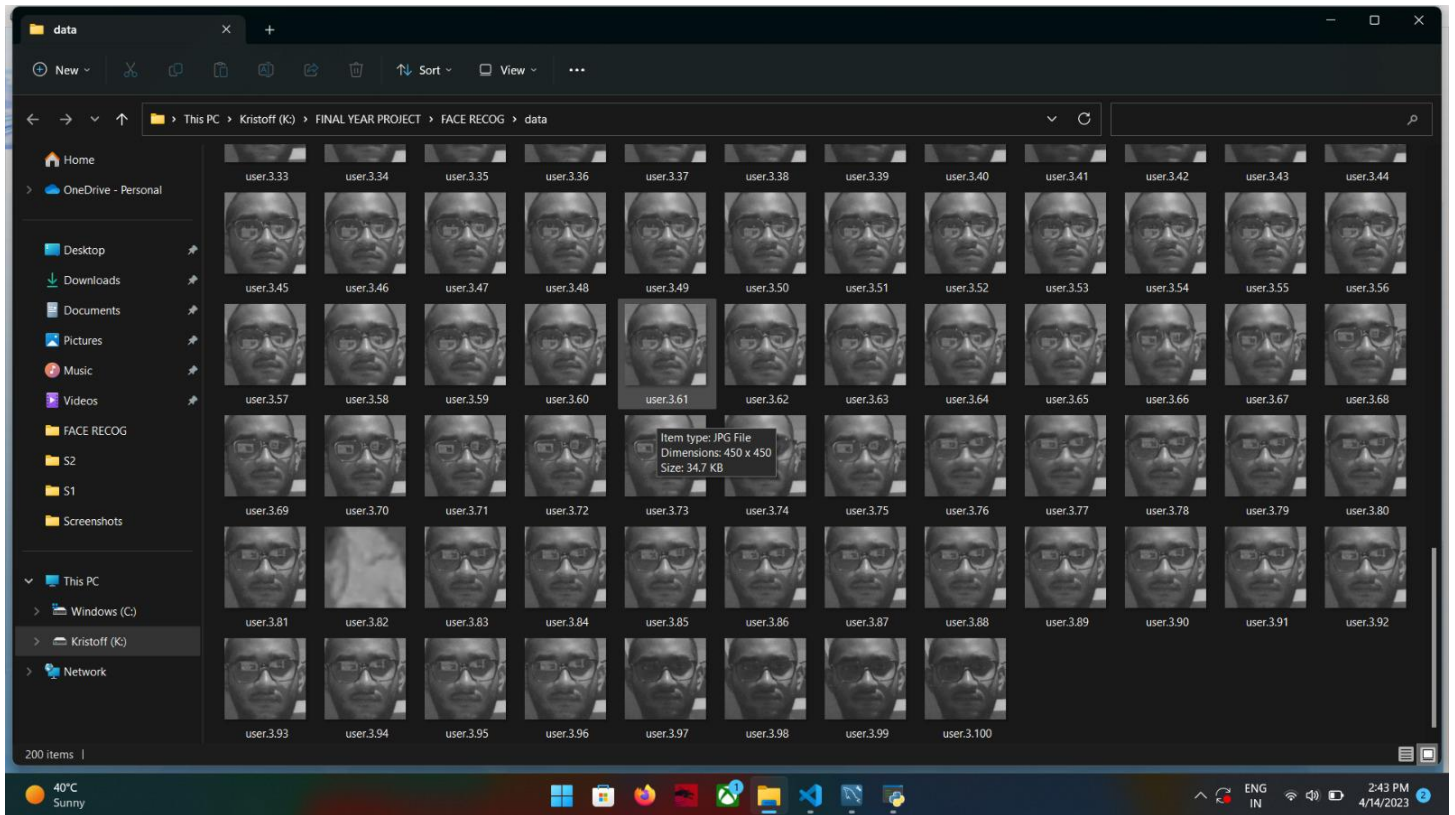 data
New
Sort
View
This PC > Kristoff (K:) > FINAL YEAR PROJECT > FACE RECOG > data
Home
OneDrive - Personal
Desktop
Downloads
Documents
Pictures
Music
Videos
FACE RECOG
S2
S1
Screenshots
This PC
Windows (C:)
Kristoff (K:)
Network
user.3.33 user.3.34 user.3.35 user.3.36 user.3.37 user.3.38 user.3.39 user.3.40 user.3.41 user.3.42 user.3.43 user.3.44
user.3.45 user.3.46 user.3.47 user.3.48 user.3.49 user.3.50 user.3.51 user.3.52 user.3.53 user.3.54 user.3.55 user.3.56
user.3.57 user.3.58 user.3.59 user.3.60 user.3.61 user.3.62 user.3.63 user.3.64 user.3.65 user.3.66 user.3.67 user.3.68
Item type: JPG File
Dimensions: 450 x 450
Size: 34.7 KB
user.3.69 user.3.70 user.3.71 user.3.72 user.3.73 user.3.74 user.3.75 user.3.76 user.3.77 user.3.78 user.3.79 user.3.80
user.3.81 user.3.82 user.3.83 user.3.84 user.3.85 user.3.86 user.3.87 user.3.88 user.3.89 user.3.90 user.3.91 user.3.92
user.3.93 user.3.94 user.3.95 user.3.96 user.3.97 user.3.98 user.3.99 user.3.100
200 items
40°C
Sunny
1
ENG
IN
2:43 PM
4/14/2023
2